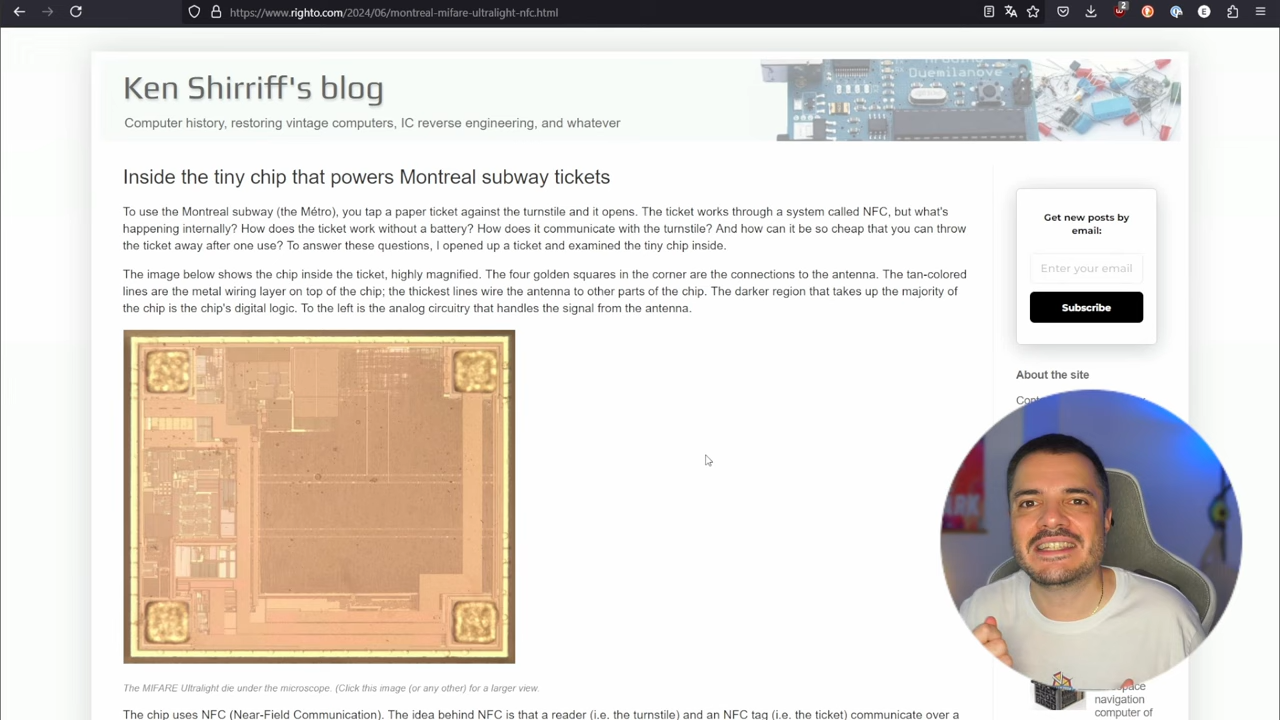 https://www.righto.com/2024/06/montreal-mifare-ultralight-nfc.html
2
E
Ken Shirriff's blog
Computer history, restoring vintage computers, IC reverse engineering, and whatever
Duemilanove
Inside the tiny chip that powers Montreal subway tickets
To use the Montreal subway (the Métro), you tap a paper ticket against the turnstile and it opens. The ticket works through a system called NFC, but what's
happening internally? How does the ticket work without a battery? How does it communicate with the turnstile? And how can it be so cheap that you can throw
the ticket away after one use? To answer these questions, I opened up a ticket and examined the tiny chip inside.
The image below shows the chip inside the ticket, highly magnified. The four golden squares in the corner are the connections to the antenna. The tan-colored
lines are the metal wiring layer on top of the chip; the thickest lines wire the antenna to other parts of the chip. The darker region that takes up the majority of
the chip is the chip's digital logic. To the left is the analog circuitry that handles the signal from the antenna.
The MIFARE Ultralight die under the microscope. (Click this image (or any other) for a larger view.
The chip uses NFC (Near-Field Communication). The idea behind NFC is that a reader (i.e. the turnstile) and an NFC tag (i.e. the ticket) communicate over a
Get new posts by
email:
Enter your email
Subscribe
About the site
navigation
computer of